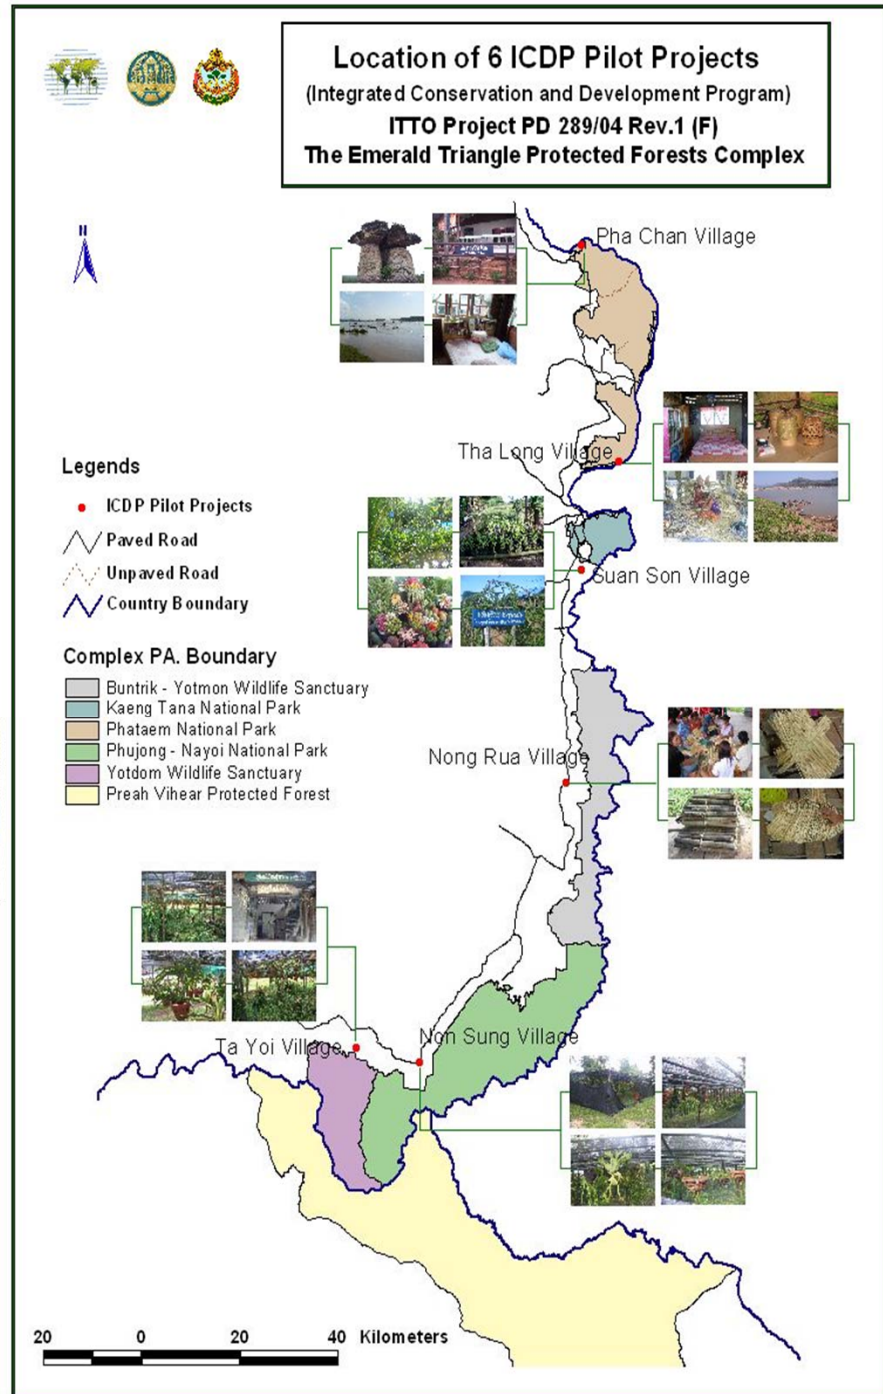 Location of 6 ICDP Pilot Projects
(Integrated Conservation and Development Program)
ITTO Project PD 289/04 Rev.1 (F)
The Emerald Triangle Protected Forests Complex
N
Pha Chan Village
Tha Long Village
Suan Son Village
Legends
ICDP Pilot Projects
Paved Road
Unpaved Road
Country Boundary
Complex PA. Boundary
Buntrik - Yotmon Wildlife Sanctuary
Kaeng Tana National Park
Phataem National Park
Phujong - Nayoi National Park
Yotdom Wildlife Sanctuary
Preah Vihear Protected Forest
Nong Rua Village
Non Sung Village
Ta Yoi Village
20 0 20 40 Kilometers